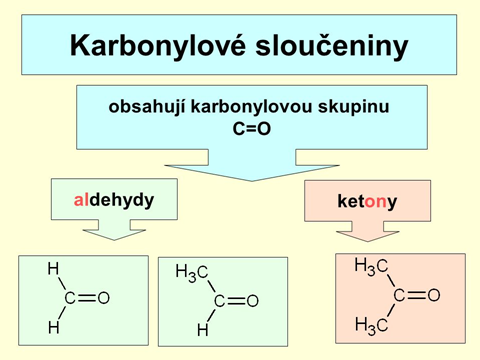 Karbonylové sloučeniny
obsahují karbonylovou skupinu
C=O
aldehydy
ketony
H
C=O
H
H₃C
C=O
H
H₃C
C=O
H₃C